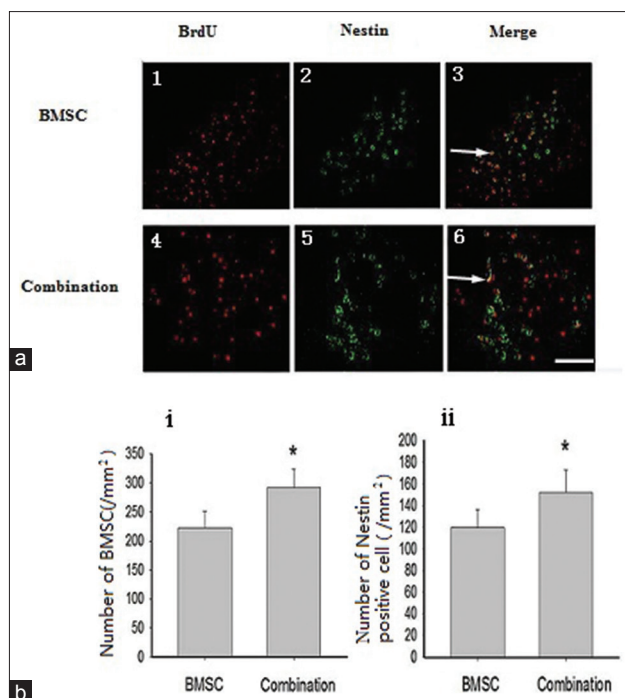 BrdU Nestin Merge
BMSC
1 2 3
Combination
4 5 6
a
i
Number of BMSC(/mm²)
350
300
250
200
150
100
50
0
*
BMSC Combination
ii
Number of Nestin
positive cell ( /mm²)
200
180
160
140
120
100
80
60
40
20
0
*
BMSC Combination
b